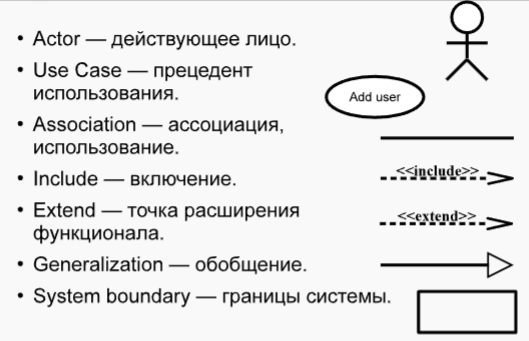 • Actor — действующее лицо.
• Use Case — прецедент
использования.
Add user
• Association — ассоциация,
использование.
• Include — включение.
<<include>>
• Extend — точка расширения
функционала.
<<extend>>
• Generalization — обобщение.
• System boundary — границы системы.